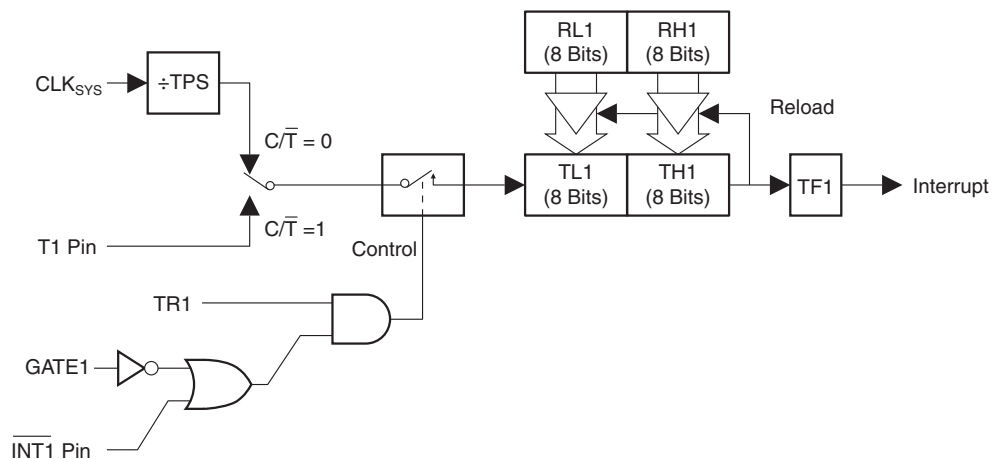 RL1
(8 Bits)
RH1
(8 Bits)
CLKSYS
÷TPS
Reload
C/T̅ = 0
TL1
(8 Bits)
TH1
(8 Bits)
TF1
Interrupt
C/T̅ =1
T1 Pin
Control
TR1
GATE1
I̅N̅T̅1̅ Pin